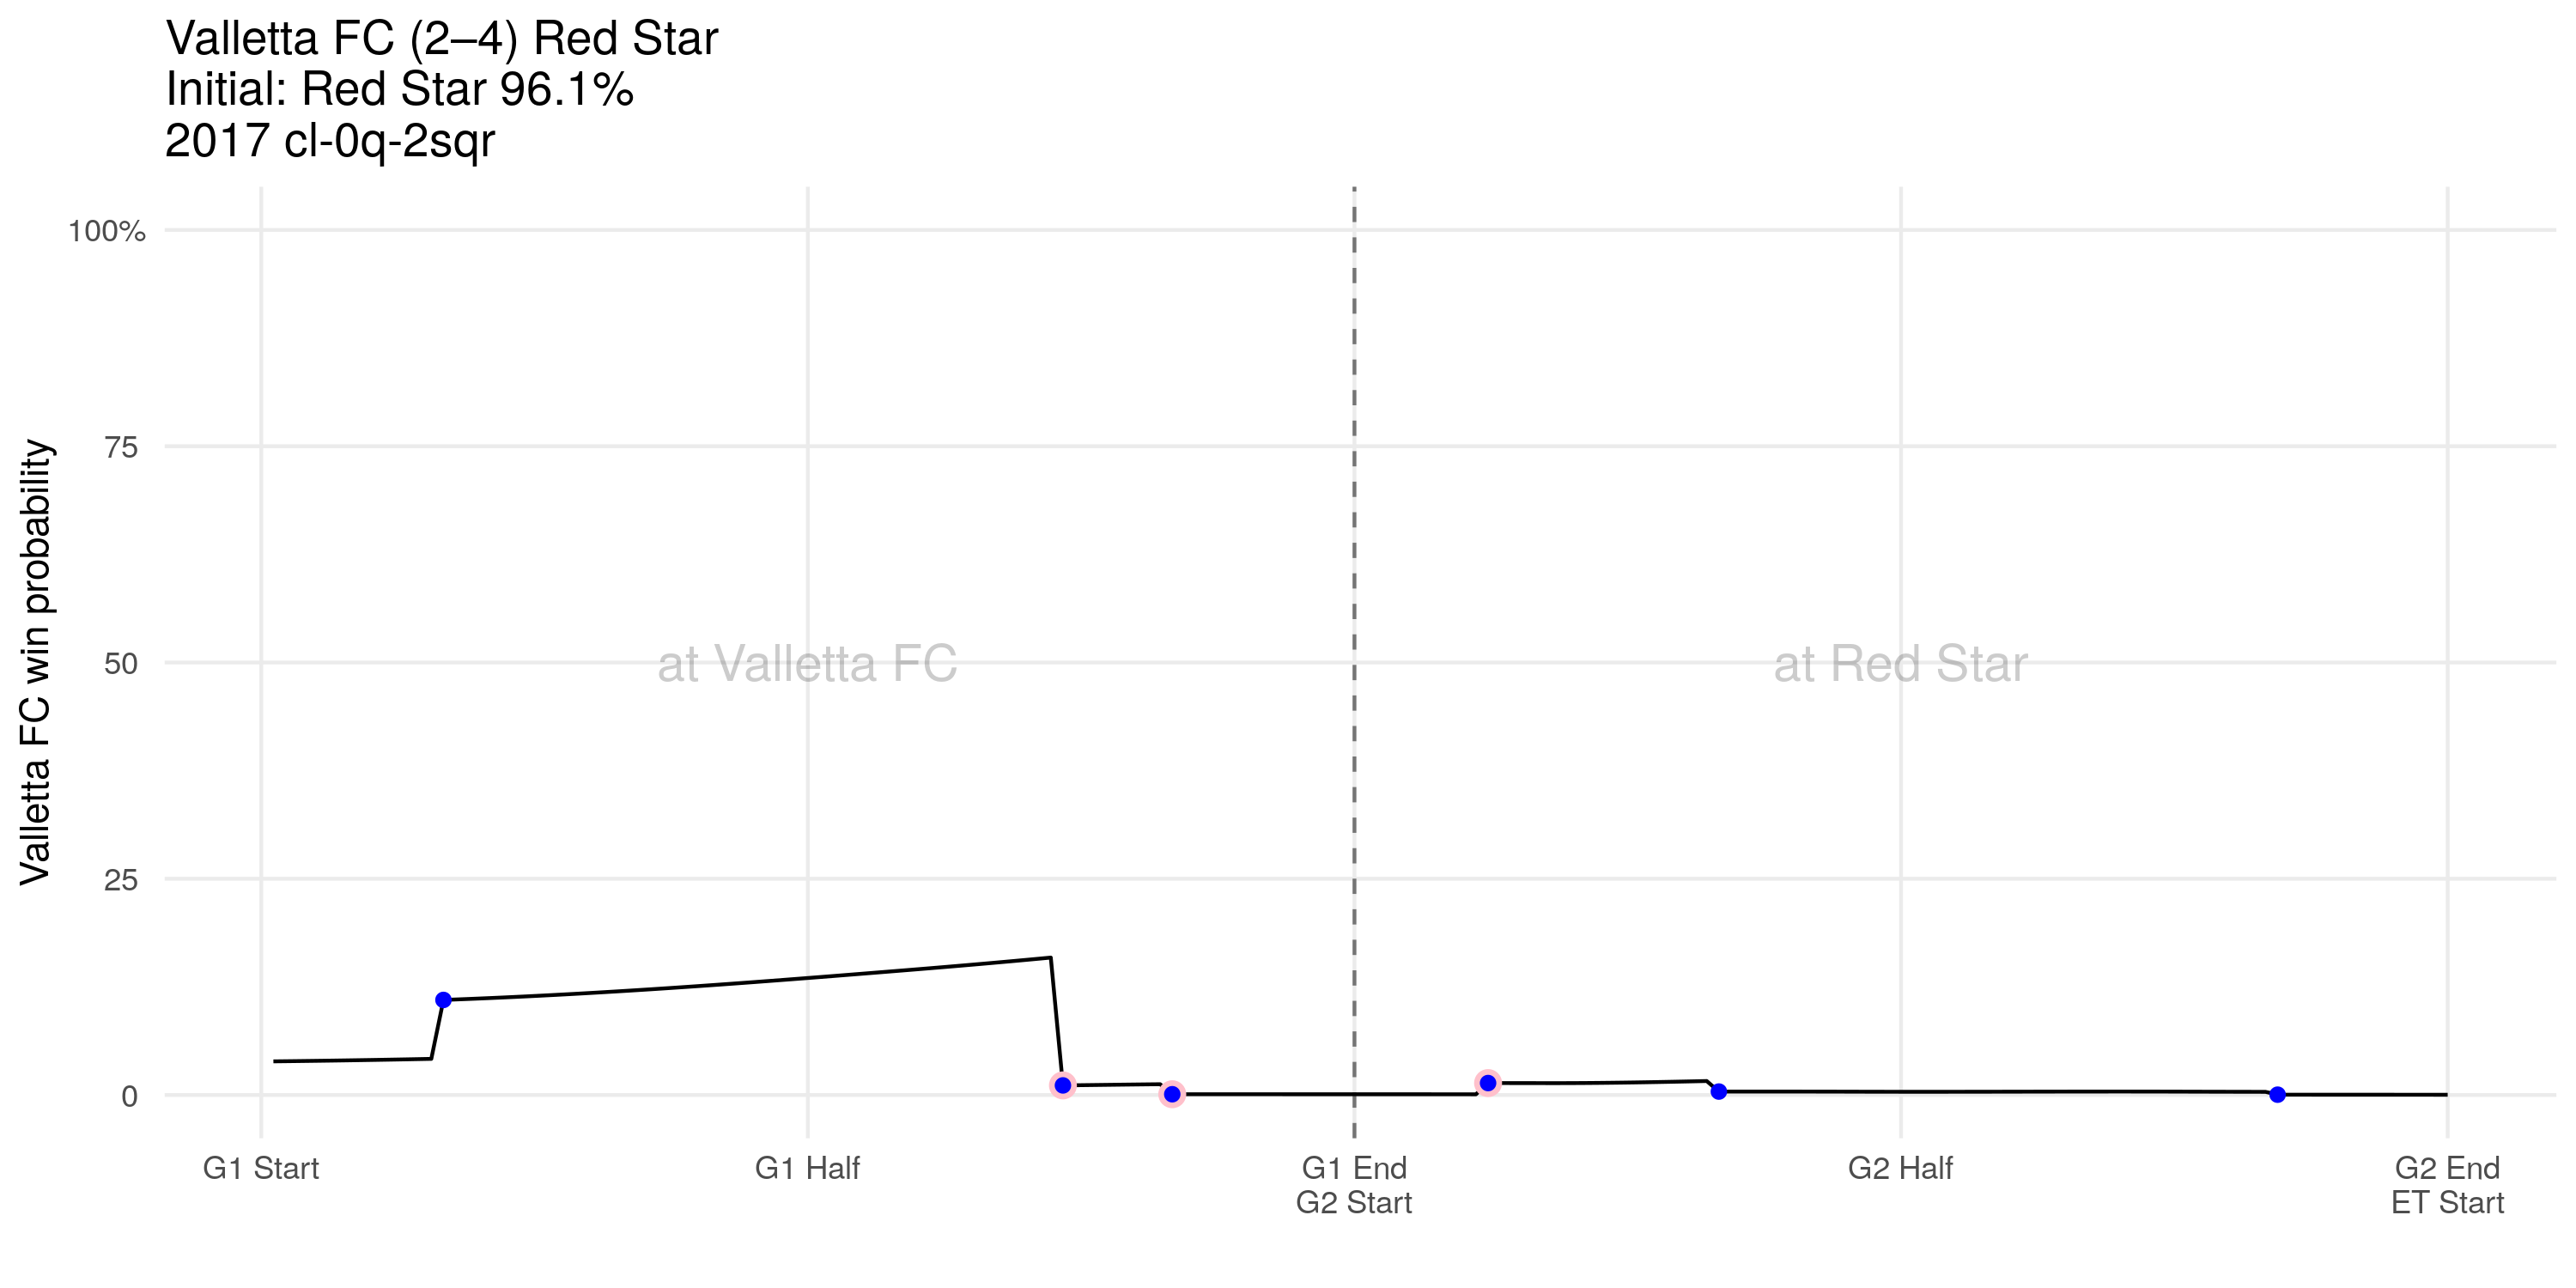 Valletta FC (2–4) Red Star
Initial: Red Star 96.1%
2017 cl-0q-2sqr
Valletta FC win probability
100%
75
50
25
0
at Valletta FC
at Red Star
G1 Start
G1 Half
G1 End
G2 Start
G2 Half
G2 End
ET Start